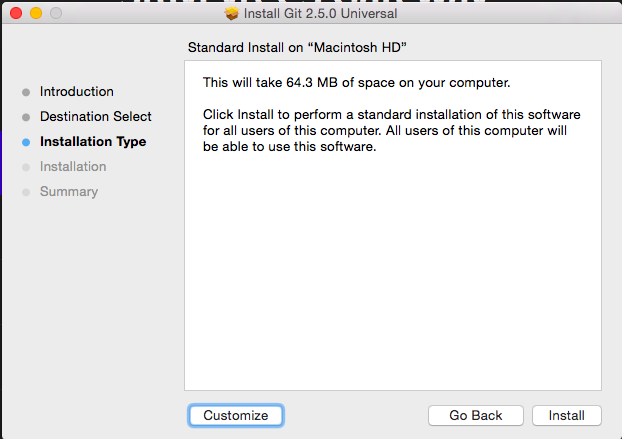 Install Git 2.5.0 Universal
Standard Install on “Macintosh HD”
Introduction
Destination Select
Installation Type
Installation
Summary
This will take 64.3 MB of space on your computer.
Click Install to perform a standard installation of this software
for all users of this computer. All users of this computer will
be able to use this software.
Customize
Go Back
Install